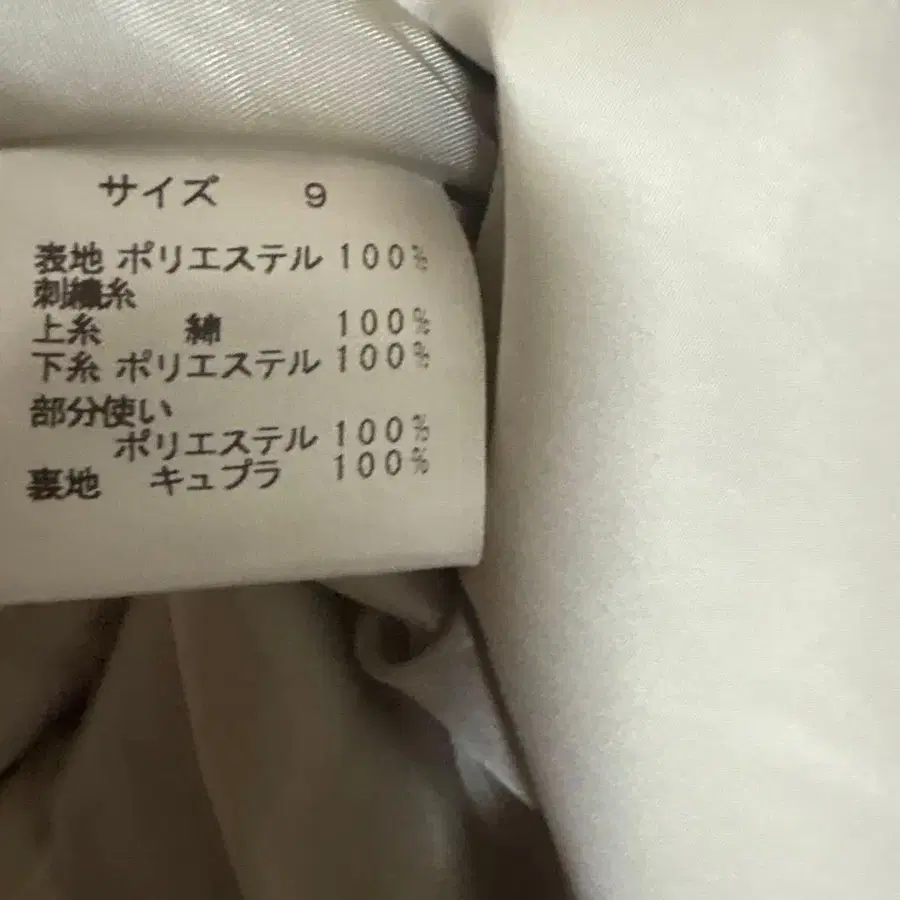 サイズ 9
表地 ポリエステル 100%
刺繍糸
上糸 綿 100%
下糸 ポリエステル 100%
部分使い
ポリエステル 100%
裏地 キュプラ 100%